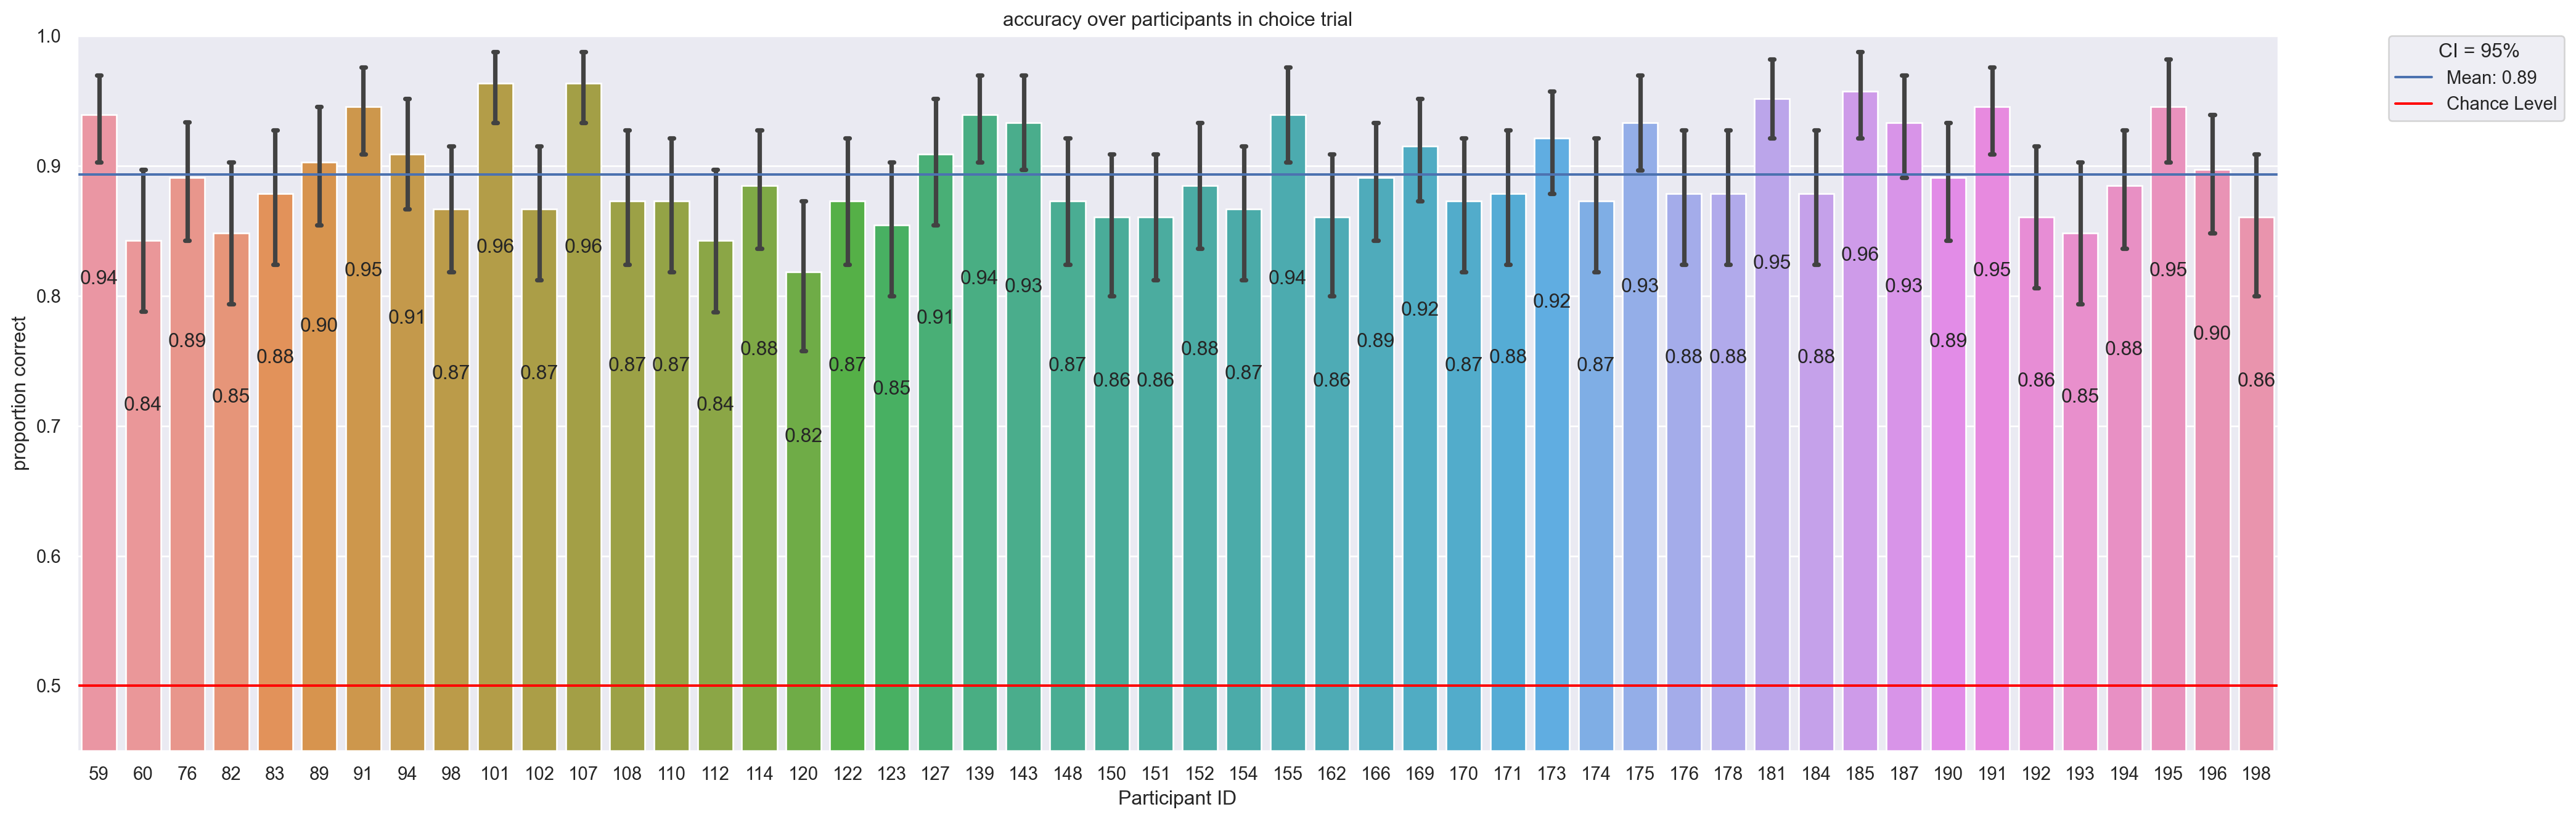 accuracy over participants in choice trial
CI = 95%
Mean: 0.89
Chance Level
proportion correct
1.0
0.9
0.8
0.7
0.6
0.5
0.94 0.84 0.89 0.85 0.88 0.90 0.95 0.91 0.87 0.96 0.87 0.96 0.87 0.87 0.84 0.88 0.82 0.87 0.85 0.91 0.94 0.93 0.87 0.86 0.86 0.88 0.87 0.94 0.86 0.89 0.92 0.87 0.88 0.92 0.87 0.93 0.88 0.88 0.95 0.88 0.96 0.93 0.89 0.95 0.86 0.85 0.88 0.95 0.90 0.86
59 60 76 82 83 89 91 94 98 101 102 107 108 110 112 114 120 122 123 127 139 143 148 150 151 152 154 155 162 166 169 170 171 173 174 175 176 178 181 184 185 187 190 191 192 193 194 195 196 198
Participant ID